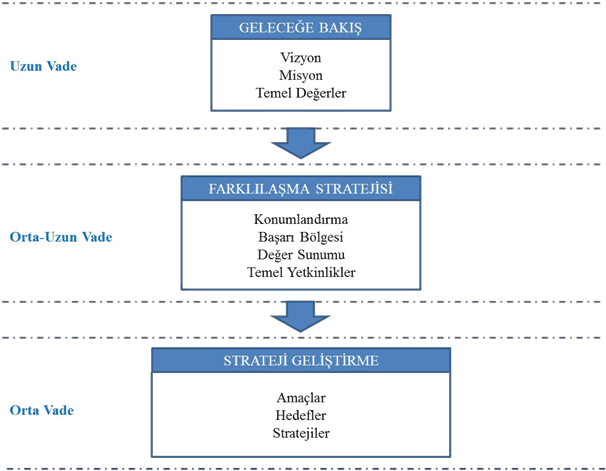 GELECEĞE BAKIŞ
Uzun Vade
Vizyon
Misyon
Temel Değerler
FARKLILAŞMA STRATEJİSİ
Orta-Uzun Vade
Konumlandırma
Başarı Bölgesi
Değer Sunumu
Temel Yetkinlikler
STRATEJİ GELİŞTİRME
Orta Vade
Amaçlar
Hedefler
Stratejiler